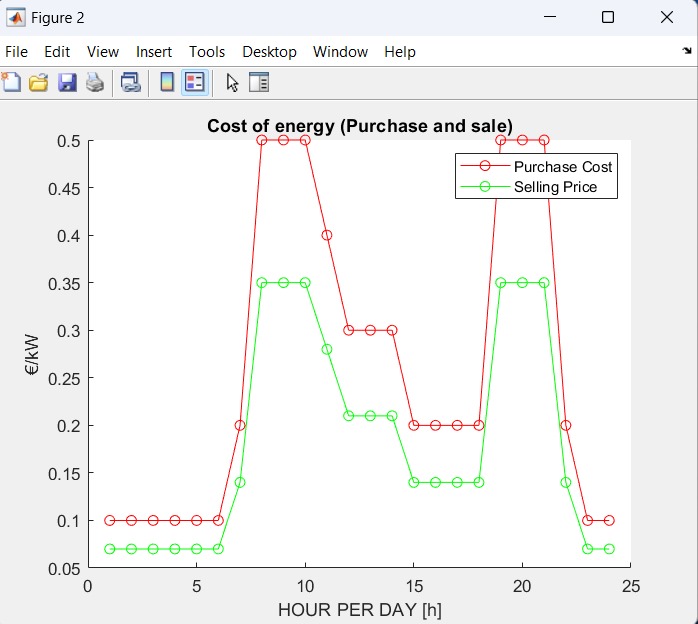 Figure 2
File Edit View Insert Tools Desktop Window Help
Cost of energy (Purchase and sale)
Purchase Cost
Selling Price
0.5
0.45
0.4
0.35
0.3
0.25
0.2
0.15
0.1
0.05
€/kW
0 5 10 15 20 25
HOUR PER DAY [h]